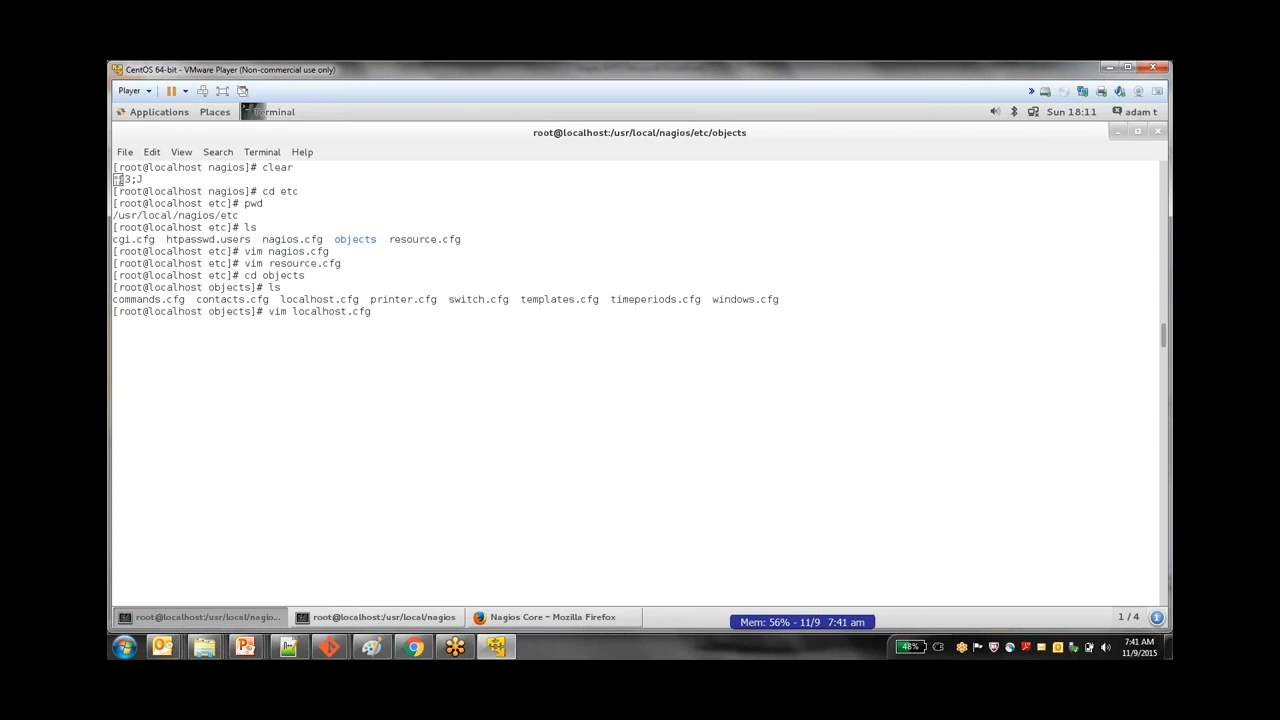 CentOS 64-bit - VMware Player (Non-commercial use only)
Player
Applications Places Terminal Sun 18:11 adam t
root@localhost:/usr/local/nagios/etc/objects
File Edit View Search Terminal Help
[root@localhost nagios]# clear
3;J
[root@localhost nagios]# cd etc
[root@localhost etc]# pwd
/usr/local/nagios/etc
[root@localhost etc]# ls
cgi.cfg htpasswd.users nagios.cfg objects resource.cfg
[root@localhost etc]# vim nagios.cfg
[root@localhost etc]# vim resource.cfg
[root@localhost etc]# cd objects
[root@localhost objects]# ls
commands.cfg contacts.cfg localhost.cfg printer.cfg switch.cfg templates.cfg timeperiods.cfg windows.cfg
[root@localhost objects]# vim localhost.cfg
root@localhost:/usr/local/nagio... root@localhost:/usr/local/nagios Nagios Core - Mozilla Firefox 1 / 4
Mem: 56% - 11/9 7:41 am
48% 7:41 AM
11/9/2015